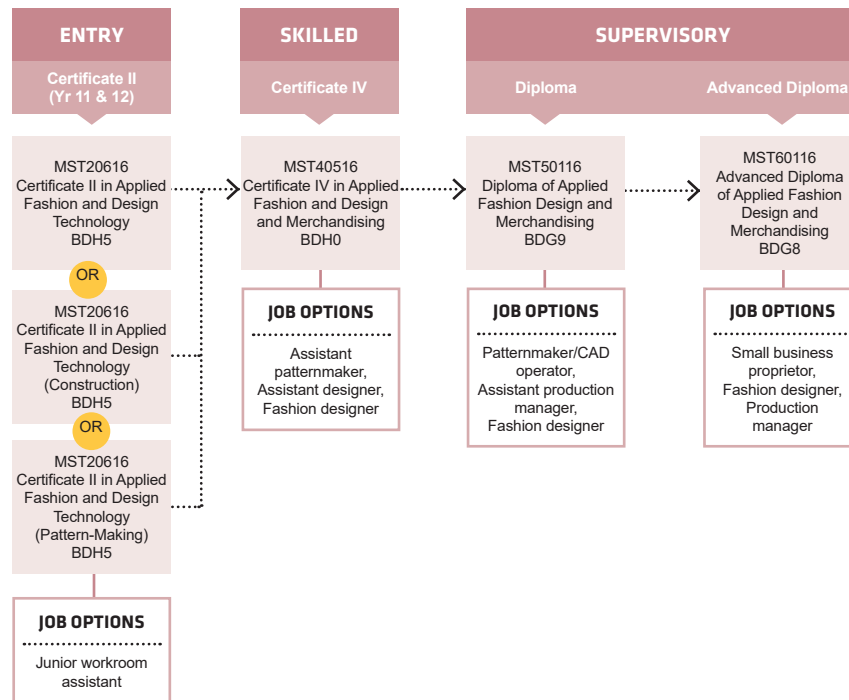 ENTRY
Certificate II
(Yr 11 & 12)
MST20616
Certificate II in Applied
Fashion and Design
Technology
BDH5
OR
MST20616
Certificate II in Applied
Fashion and Design
Technology
(Construction)
BDH5
OR
MST20616
Certificate II in Applied
Fashion and Design
Technology
(Pattern-Making)
BDH5
JOB OPTIONS
Junior workroom
assistant
SKILLED
Certificate IV
MST40516
Certificate IV in Applied
Fashion and Design
and Merchandising
BDH0
JOB OPTIONS
Assistant
patternmaker,
Assistant designer,
Fashion designer
SUPERVISORY
Diploma
MST50116
Diploma of Applied
Fashion Design and
Merchandising
BDG9
JOB OPTIONS
Patternmaker/CAD
operator,
Assistant production
manager,
Fashion designer
Advanced Diploma
MST60116
Advanced Diploma
of Applied Fashion
Design and
Merchandising
BDG8
JOB OPTIONS
Small business
proprietor,
Fashion designer,
Production
manager